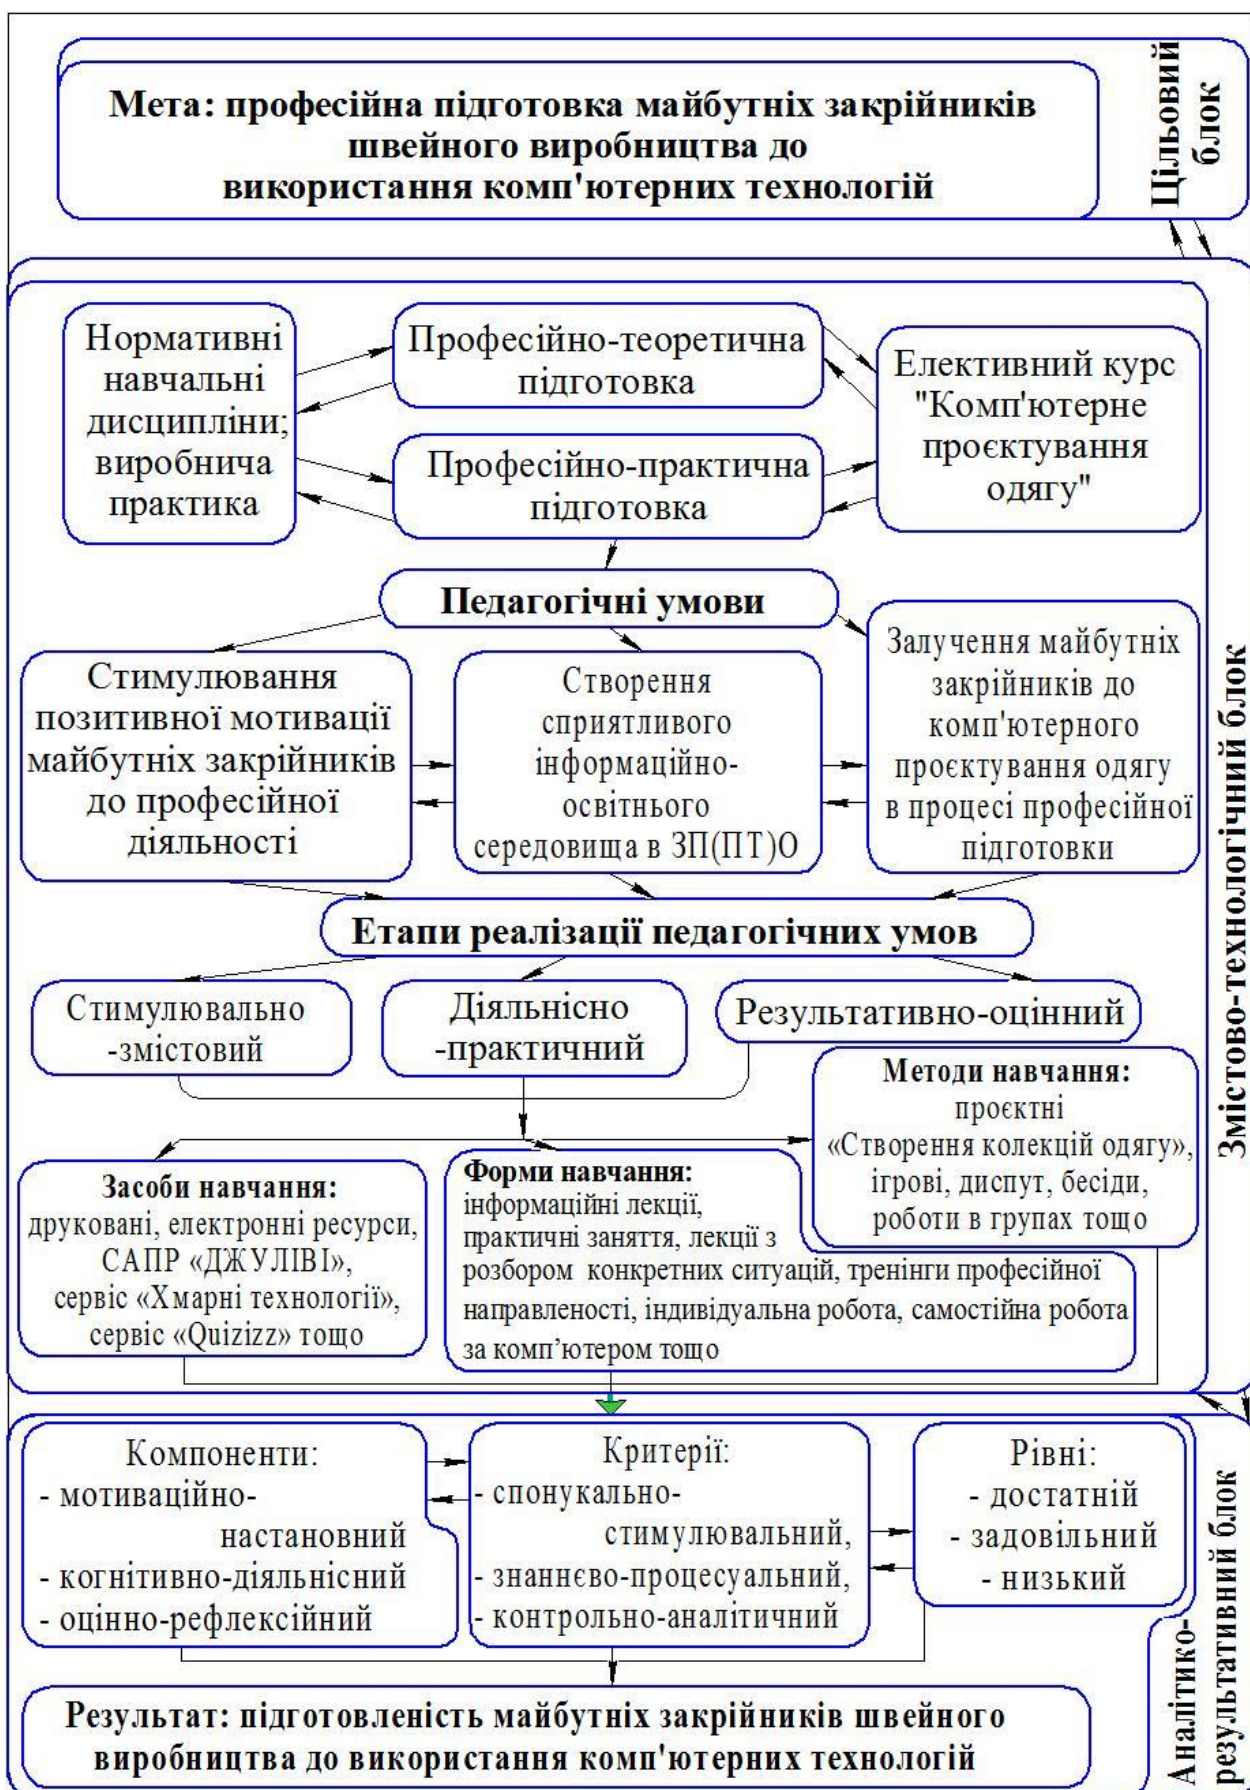 Мета: професійна підготовка майбутніх закрійників
швейного виробництва до
використання комп'ютерних технологій
Цільовий
блок
Нормативні
навчальні
дисципліни;
виробнича
практика
Професійно-теоретична
підготовка
Професійно-практична
підготовка
Елективний курс
"Комп'ютерне
проєктування
одягу"
Педагогічні умови
Стимулювання
позитивної мотивації
майбутніх закрійників
до професійної
діяльності
Створення
сприятливого
інформаційно-
освітнього
середовища в ЗП(ПТ)О
Залучення майбутніх
закрійників до
комп'ютерного
проєктування одягу
в процесі професійної
підготовки
Етапи реалізації педагогічних умов
Стимулювально
-змістовий
Діяльнісно
-практичний
Результативно-оцінний
Методи навчання:
проєктні
«Створення колекцій одягу»,
ігрові, диспут, бесіди,
роботи в групах тощо
Засоби навчання:
друковані, електронні ресурси,
САПР «ДЖУЛІВІ»,
сервіс «Хмарні технології»,
сервіс «Quizizz» тощо
Форми навчання:
інформаційні лекції,
практичні заняття, лекції з
розбором конкретних ситуацій, тренінги професійної
направленості, індивідуальна робота, самостійна робота
за комп’ютером тощо
Змістово-технологічний блок
Компоненти:
- мотиваційно-
настановний
- когнітивно-діяльнісний
- оцінно-рефлексійний
Критерії:
- спонукально-
стимулювальний,
- знаннєво-процесуальний,
- контрольно-аналітичний
Рівні:
- достатній
- задовільний
- низький
Результат: підготовленість майбутніх закрійників швейного
виробництва до використання комп'ютерних технологій
Аналітико-
результативний блок